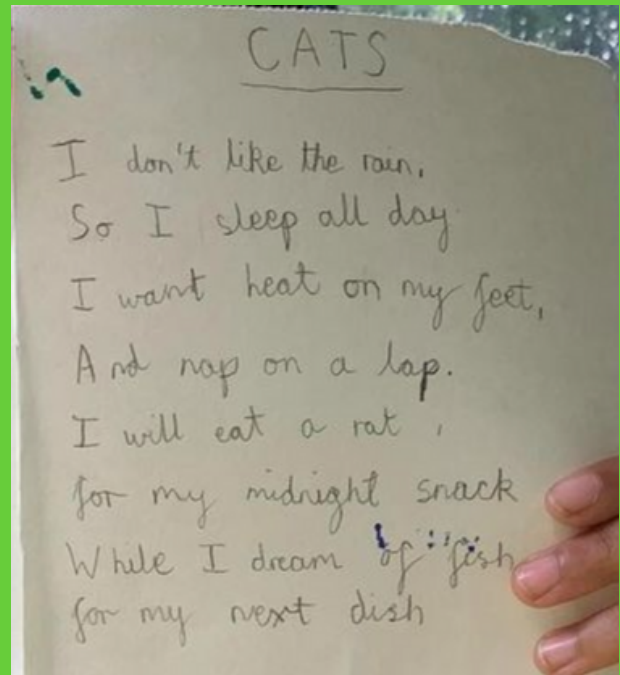 CATS
I don't like the rain,
So I sleep all day
I want heat on my feet,
And nap on a lap.
I will eat a rat,
for my midnight snack
While I dream of fish
for my next dish